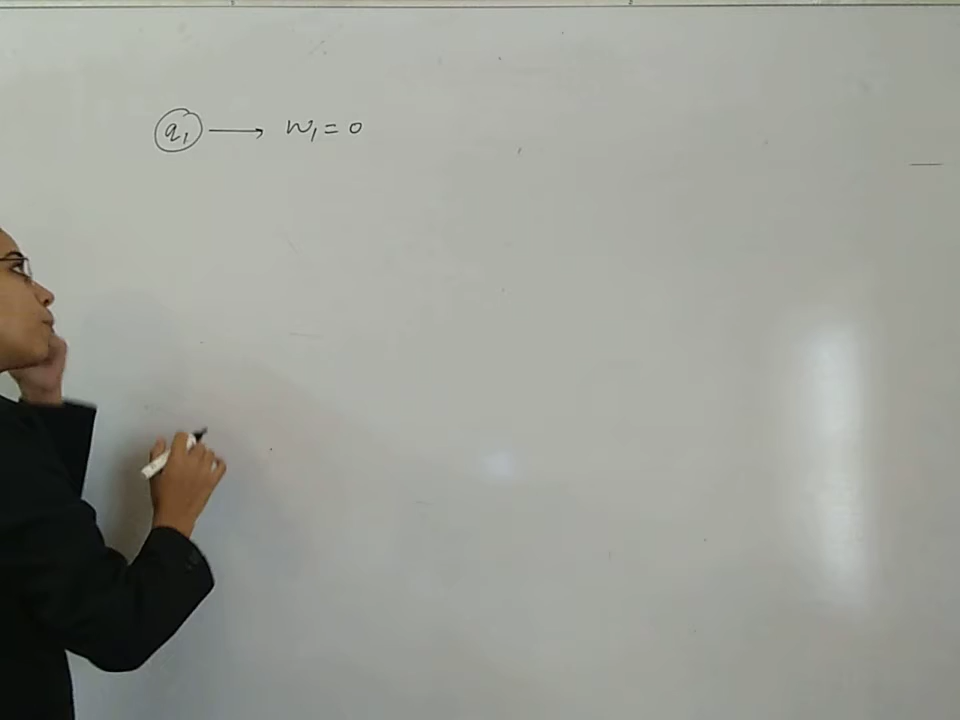 a₁ ⟶ w₁ = 0